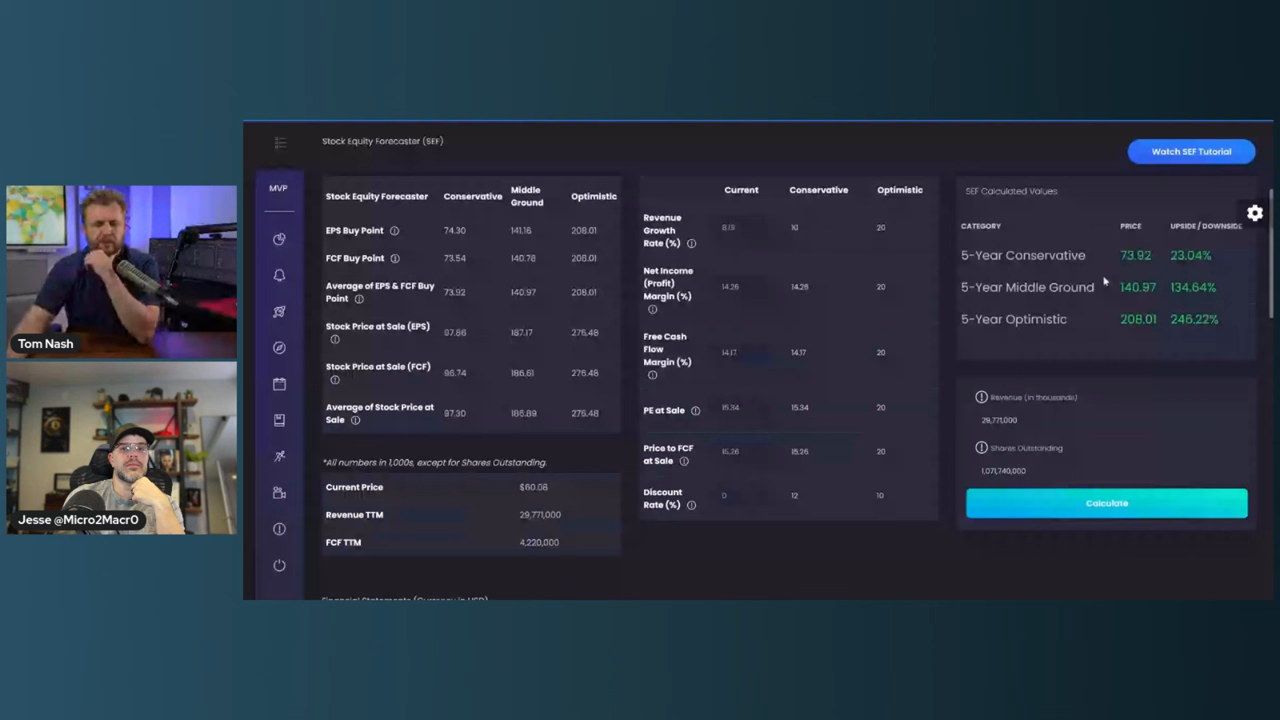 Stock Equity Forecaster (SEF)
Watch SEF Tutorial
MVP
Stock Equity Forecaster Conservative Middle Ground Optimistic
EPS Buy Point 74.30 141.16 208.01
FCF Buy Point 73.54 140.78 208.01
Average of EPS & FCF Buy Point 73.92 140.97 208.01
Stock Price at Sale (EPS) 97.86 187.17 276.48
Stock Price at Sale (FCF) 96.74 186.61 276.48
Average of Stock Price at Sale 97.30 186.89 276.48
*All numbers in 1,000s, except for Shares Outstanding.
Current Price $60.08
Revenue TTM 29,771,000
FCF TTM 4,220,000
Financial Statements (Currency in USD)
Current Conservative Optimistic
Revenue Growth Rate (%) 10 20
Net Income (Profit) Margin (%) 14.26 14.26 20
Free Cash Flow Margin (%) 14.17 14.17 20
PE at Sale 15.34 15.34 20
Price to FCF at Sale 15.26 15.26 20
Discount Rate (%) 0 12 10
SEF Calculated Values
CATEGORY PRICE UPSIDE / DOWNSIDE
5-Year Conservative 73.92 23.04%
5-Year Middle Ground 140.97 134.64%
5-Year Optimistic 208.01 246.22%
Revenue (in thousands)
29,771,000
Shares Outstanding
1,071,740,000
Calculate
Tom Nash
Jesse @Micro2Macr0